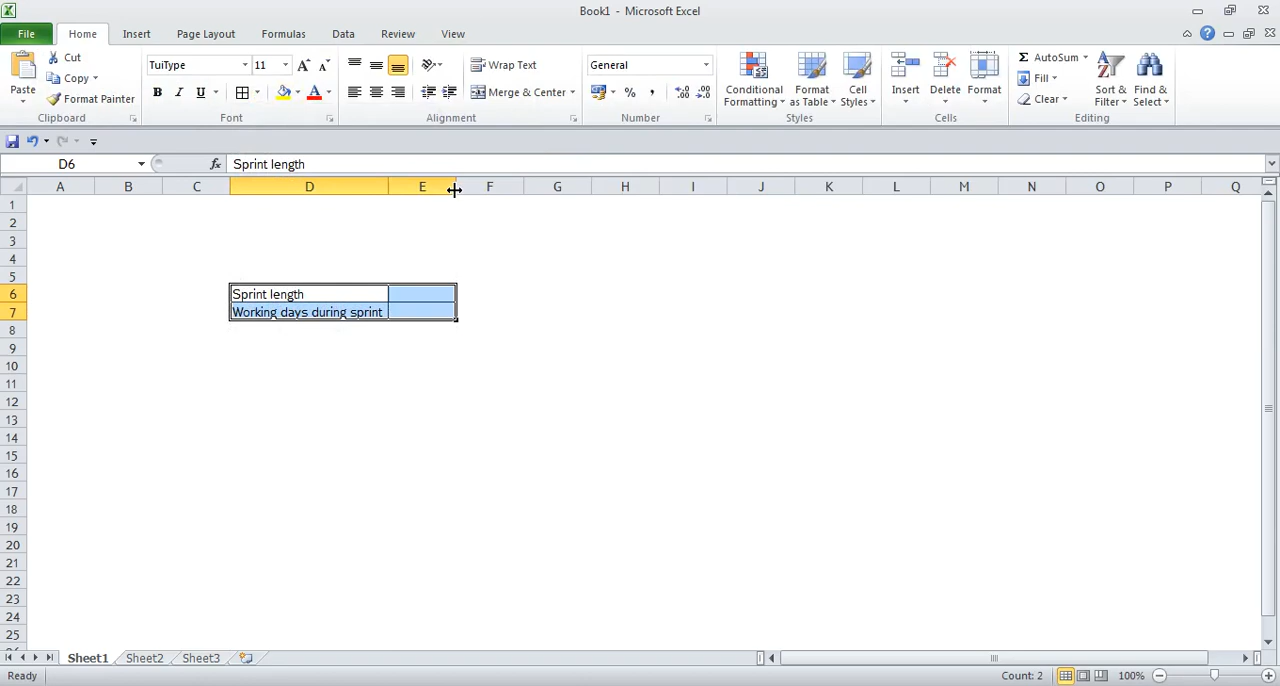 Book1 - Microsoft Excel
File Home Insert Page Layout Formulas Data Review View
Cut
Copy
Format Painter
Paste
Clipboard
TuiType 11
B I U
Font
Wrap Text
Merge & Center
Alignment
General
% ,
Number
Conditional Formatting
Format as Table
Cell Styles
Styles
Insert Delete Format
Cells
Σ AutoSum
Fill
Clear
Sort & Filter
Find & Select
Editing
D6 fx Sprint length
A B C D E F G H I J K L M N O P Q
1
2
3
4
5
6 Sprint length
7 Working days during sprint
8
9
10
11
12
13
14
15
16
17
18
19
20
21
22
23
24
25
Sheet1 Sheet2 Sheet3
Ready Count: 2 100%